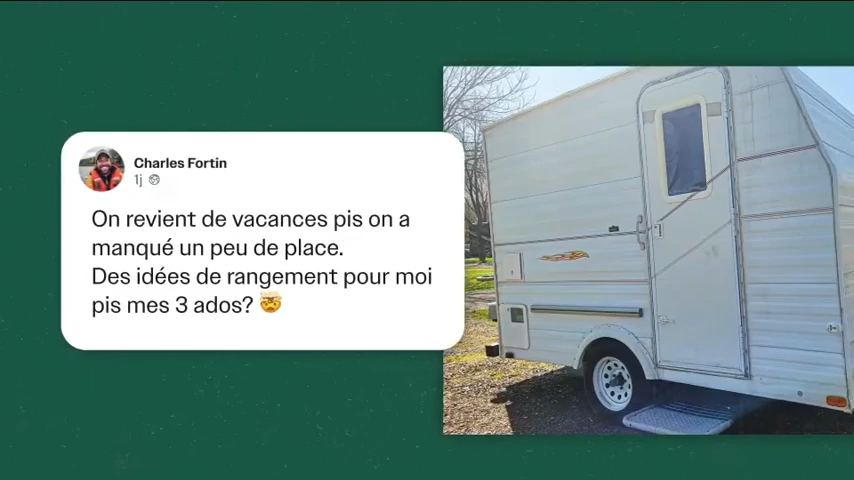 Charles Fortin
1j
On revient de vacances pis on a
manqué un peu de place.
Des idées de rangement pour moi
pis mes 3 ados? 🤯